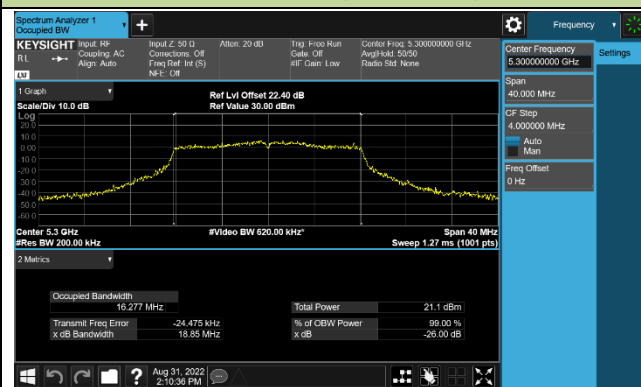 Spectrum Analyzer 1
Occupied BW
+
Frequency
KEYSIGHT
Input: RF
Input Z: 50 Ω
Atten: 20 dB
Trig: Free Run
Center Freq: 5.300000000 GHz
RL
Coupling: AC
Corrections: Off
Gate: Off
Avg|Hold: 50/50
Align: Auto
Freq Ref: Int (S)
#IF Gain: Low
Radio Std: None
NFE: Off
Center Frequency
5.300000000 GHz
Settings
Span
40.000 MHz
CF Step
4.000000 MHz
Auto
Man
Freq Offset
0 Hz
1 Graph
Ref Lvl Offset 22.40 dB
Scale/Div 10.0 dB
Ref Value 30.00 dBm
Log
20.0
10.0
0.00
-10.0
-20.0
-30.0
-40.0
-50.0
-60.0
Center 5.3 GHz
#Video BW 620.00 kHz*
Span 40 MHz
#Res BW 200.00 kHz
Sweep 1.27 ms (1001 pts)
2 Metrics
Occupied Bandwidth
16.277 MHz
Total Power
21.1 dBm
Transmit Freq Error
-24.475 kHz
% of OBW Power
99.00 %
x dB Bandwidth
18.85 MHz
x dB
-26.00 dB
?
Aug 31, 2022
2:10:36 PM